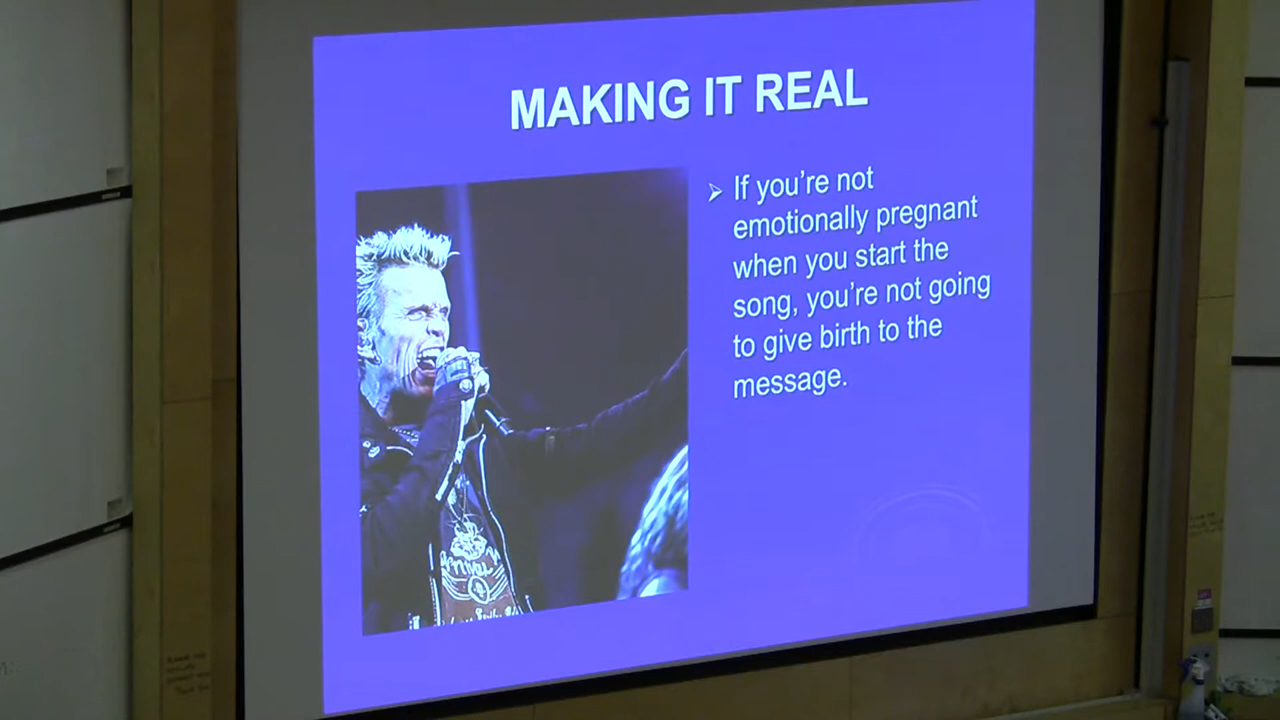 MAKING IT REAL
If you're not
emotionally pregnant
when you start the
song, you're not going
to give birth to the
message.